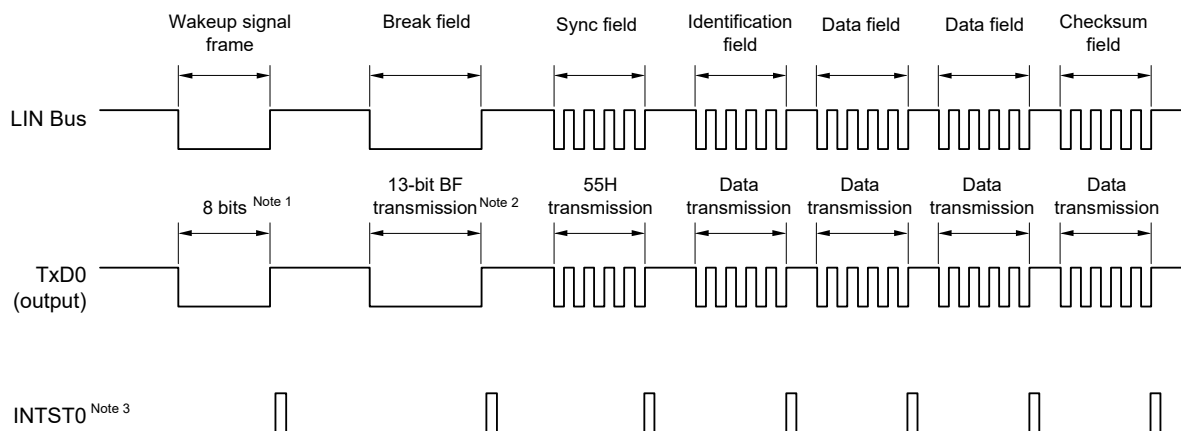 Wakeup signal
frame
Break field
Sync field
Identification
field
Data field
Data field
Checksum
field
LIN Bus
8 bits Note 1
13-bit BF
transmission Note 2
55H
transmission
Data
transmission
Data
transmission
Data
transmission
Data
transmission
TxD0
(output)
INTST0 Note 3